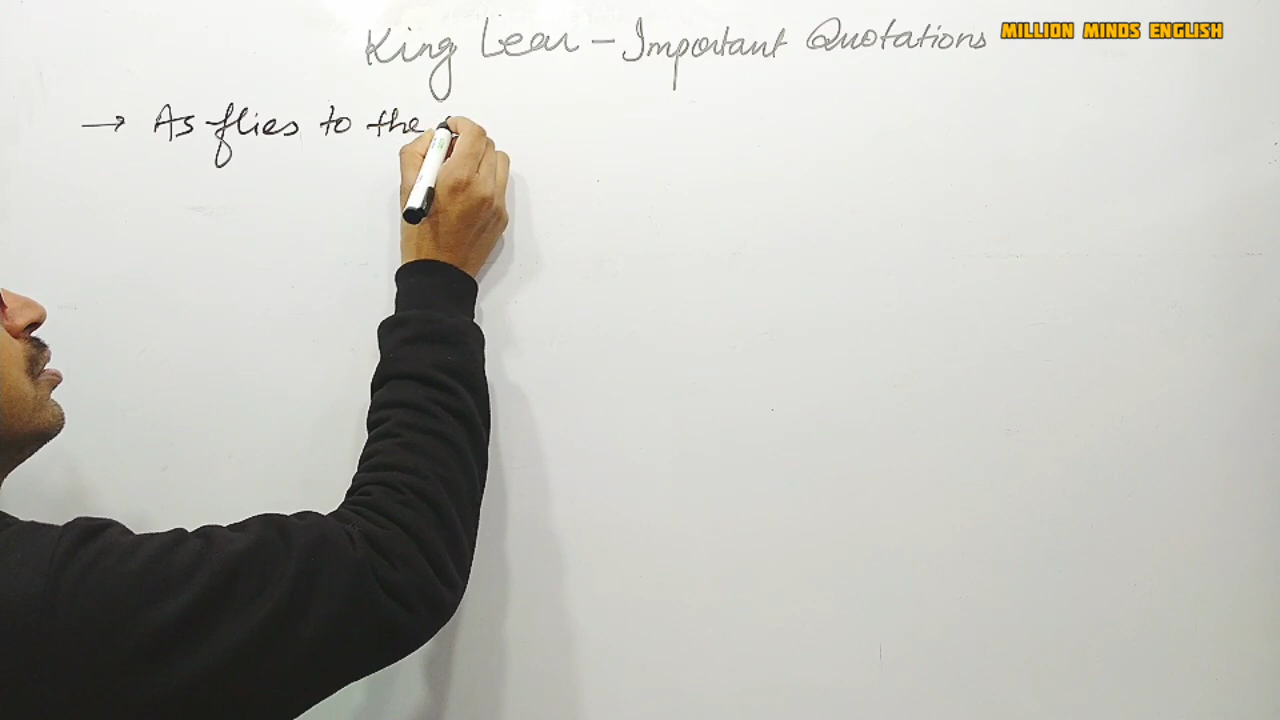 King Lear - Important Quotations
MILLION MINDS ENGLISH
→ As flies to the